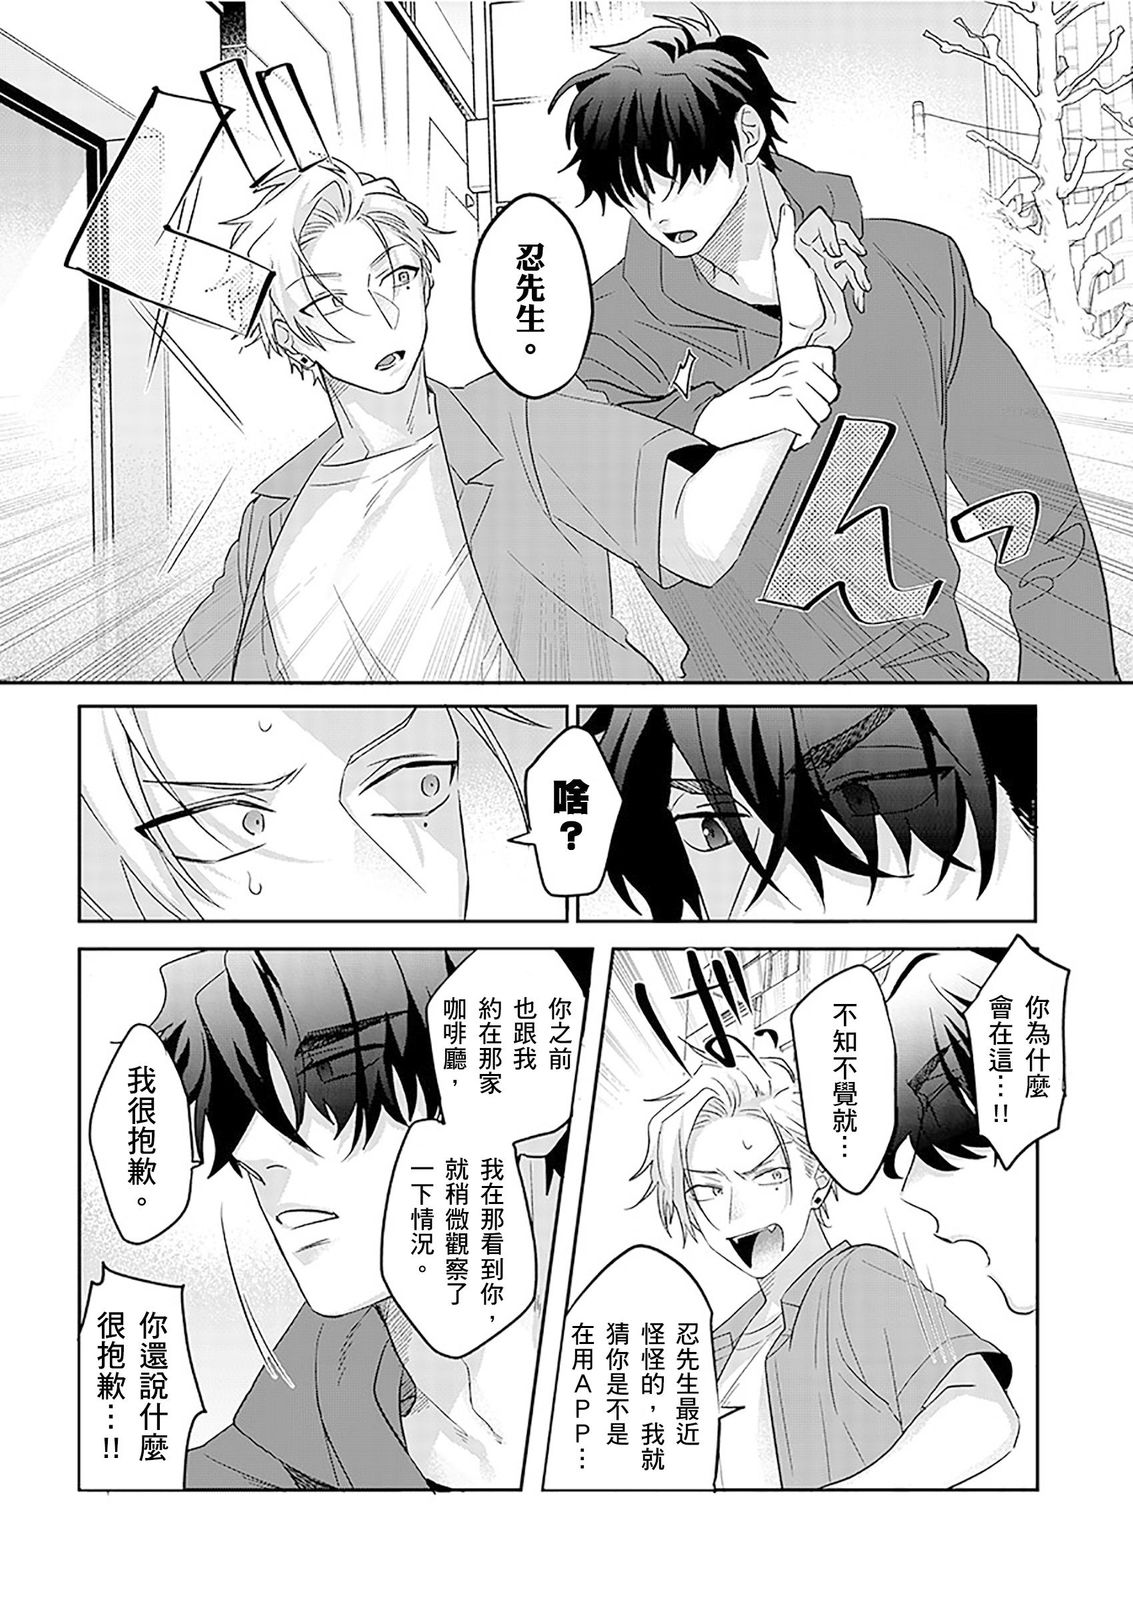 忍先生。
ぐいんっ
啥？
你為什麼
會在這…!!
不知不覺就…
忍先生最近
怪怪的，我就
猜你是不是
在用APP…
你之前
也跟我
約在那家
咖啡廳，
我在那看到你，
就稍微觀察了
一下情況。
我很抱歉。
你還說什麼
很抱歉…!!